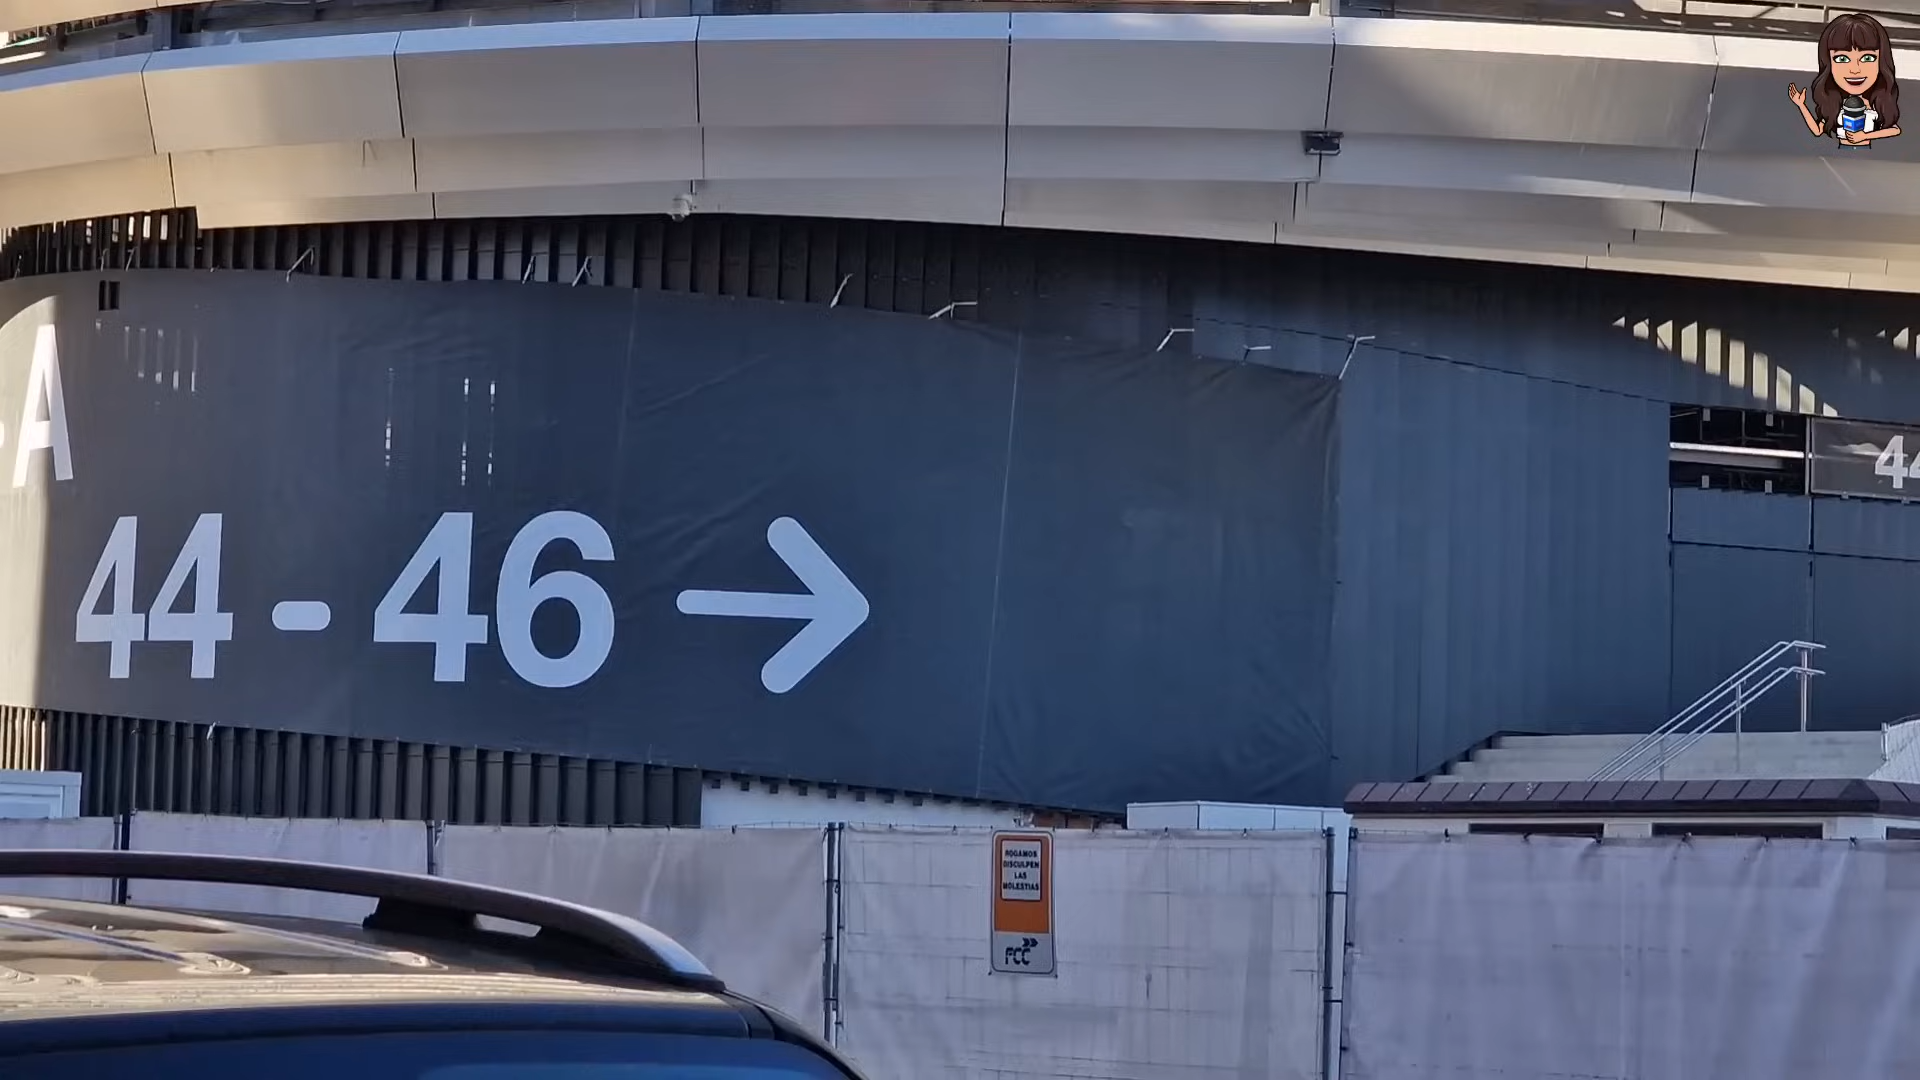 A
44 - 46 →
44
ROGAMOS
DISCULPEN
LAS
MOLESTIAS
FCC